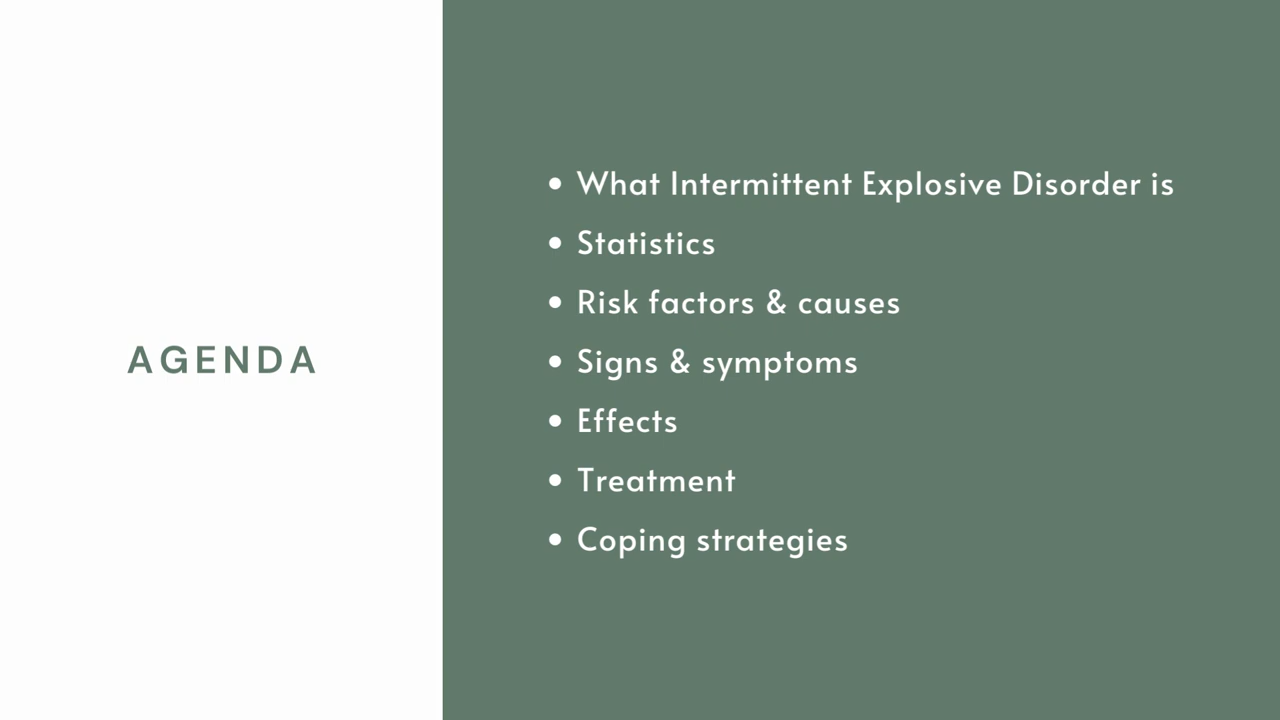 AGENDA
• What Intermittent Explosive Disorder is
• Statistics
• Risk factors & causes
• Signs & symptoms
• Effects
• Treatment
• Coping strategies